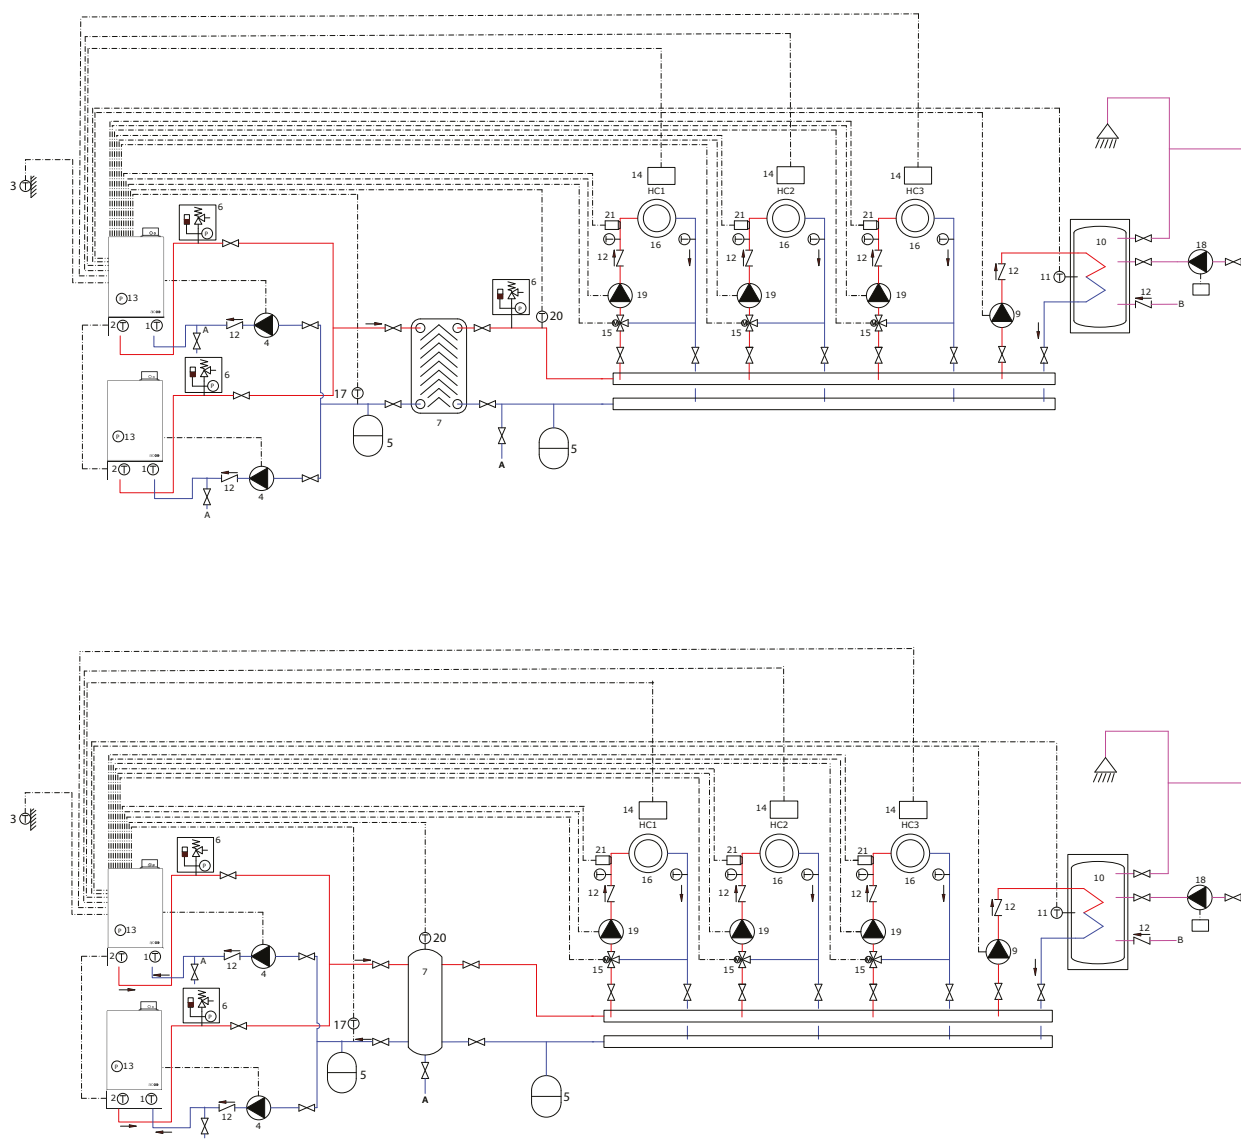 14 14 14
HC1 HC2 HC3
3 T
6
P
21 21 21
16 16 16
10 18
12 12 12 12
11 T
P 13
19 19 19
12
B
6
P
T 20
9
2 T 1 T
A
12
4
15 15 15
M M M
6
P
17 T
7
5
5
P 13
A
2 T 1 T
12
4
A
14 14 14
HC1 HC2 HC3
3 T
6
P
21 21 21
16 16 16
10 18
12 12 12 12
11 T
P 13
19 19 19
12
B
T 20
9
2 T 1 T
A
12
4
7
15 15 15
M M M
6
P
17 T
5
5
P 13
A
2 T 1 T
12
4